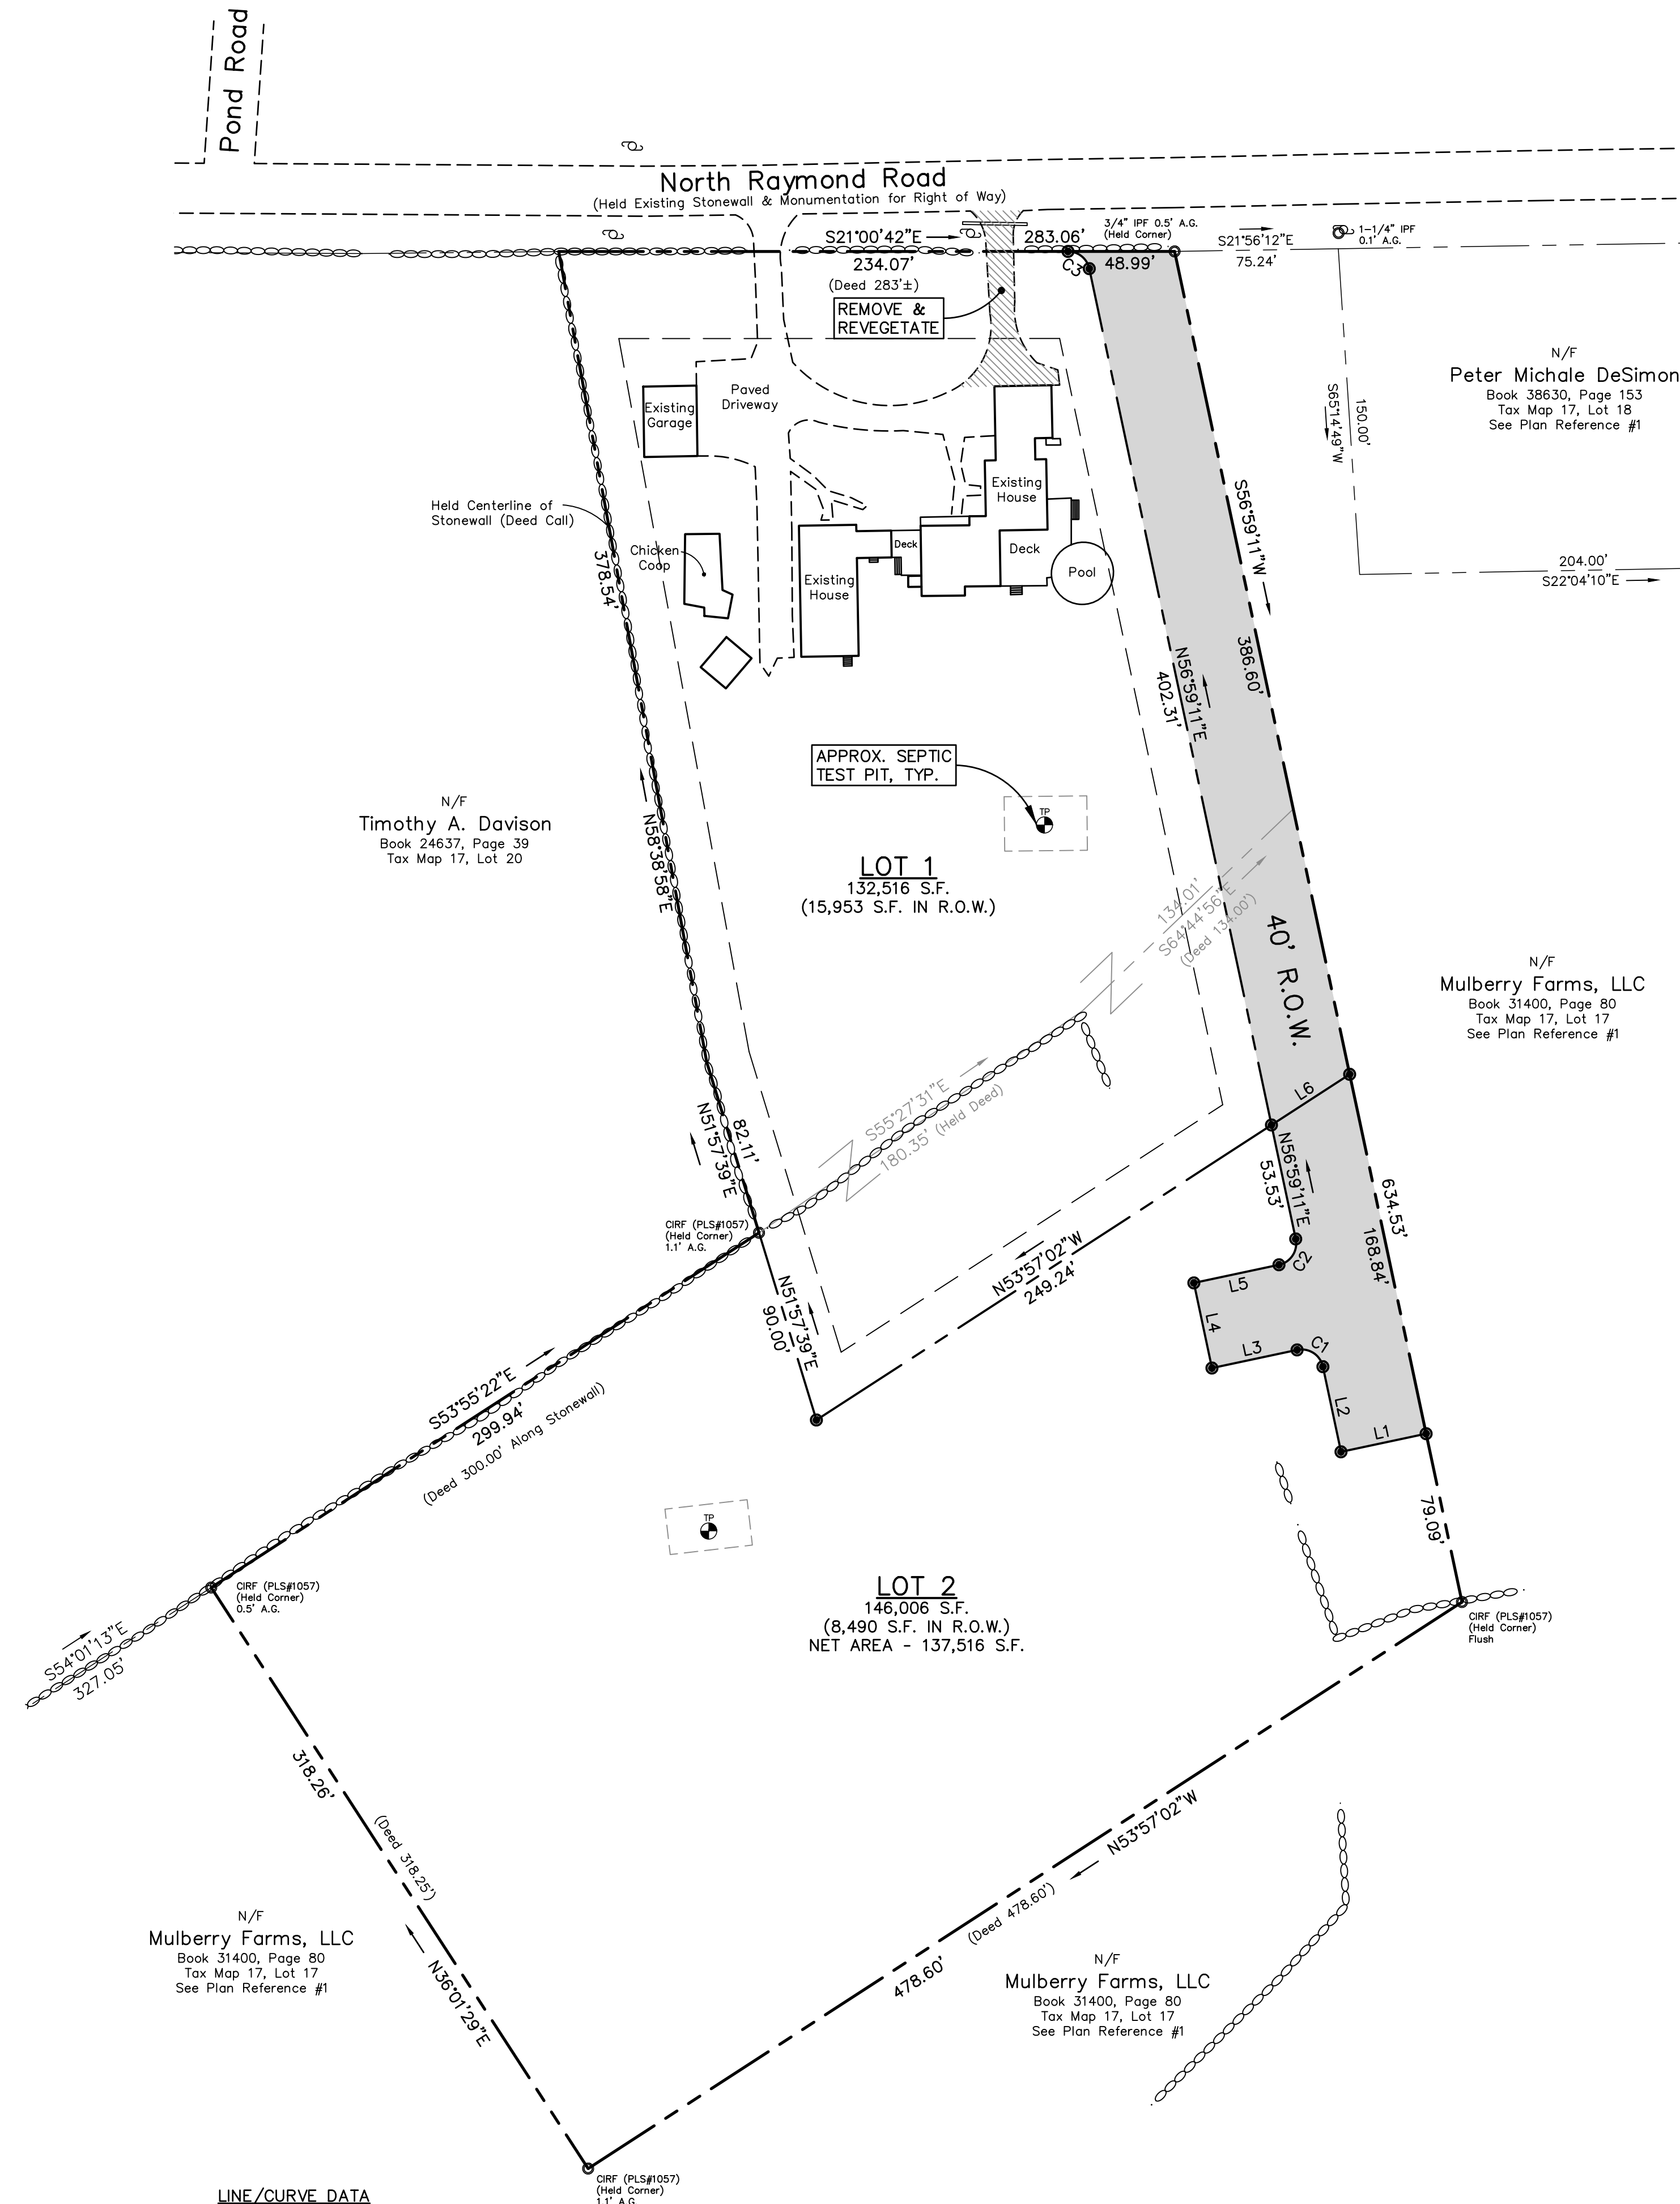 Pond Road
North Raymond Road
(Held Existing Stonewall & Monumentation for Right of Way)
S21°00'42"E
283.06'
234.07'
(Deed 283'±)
48.99'
C3
3/4" IPF 0.5' A.G.
(Held Corner)
S21°56'12"E
75.24'
1-1/4" IPF
0.1' A.G.
REMOVE &
REVEGETATE
N/F
Peter Michale DeSimon
Book 38630, Page 153
Tax Map 17, Lot 18
See Plan Reference #1
S65°14'49"W
150.00'
204.00'
S22°04'10"E
Paved
Driveway
Existing
Garage
Existing
House
Held Centerline of
Stonewall (Deed Call)
Chicken
Coop
Deck
Deck
Pool
Existing
House
378.54'
N58°38'58"E
S56°59'11"W
386.60'
N56°59'11"E
402.31'
APPROX. SEPTIC
TEST PIT, TYP.
TP
N/F
Timothy A. Davison
Book 24637, Page 39
Tax Map 17, Lot 20
LOT 1
132,516 S.F.
(15,953 S.F. IN R.O.W.)
134.01'
S64°44'56"E
(Deed 134.00')
40' R.O.W.
N/F
Mulberry Farms, LLC
Book 31400, Page 80
Tax Map 17, Lot 17
See Plan Reference #1
S55°27'31"E
180.35' (Held Deed)
L6
82.11'
N51°57'39"E
CIRF (PLS#1057)
(Held Corner)
1.1' A.G.
N56°59'11"E
53.53'
634.53'
168.84'
N53°57'02"W
249.24'
C2
L5
L4
L3
C1
L2
L1
N51°57'39"E
90.00'
S53°55'22"E
299.94'
(Deed 300.00' Along Stonewall)
79.09'
TP
CIRF (PLS#1057)
(Held Corner)
0.5' A.G.
LOT 2
146,006 S.F.
(8,490 S.F. IN R.O.W.)
NET AREA - 137,516 S.F.
CIRF (PLS#1057)
(Held Corner)
Flush
S54°01'13"E
327.05'
318.26'
(Deed 318.25')
N36°01'29"E
N53°57'02"W
(Deed 478.60')
478.60'
N/F
Mulberry Farms, LLC
Book 31400, Page 80
Tax Map 17, Lot 17
See Plan Reference #1
N/F
Mulberry Farms, LLC
Book 31400, Page 80
Tax Map 17, Lot 17
See Plan Reference #1
CIRF (PLS#1057)
(Held Corner)
1.1' A.G.
LINE/CURVE DATA